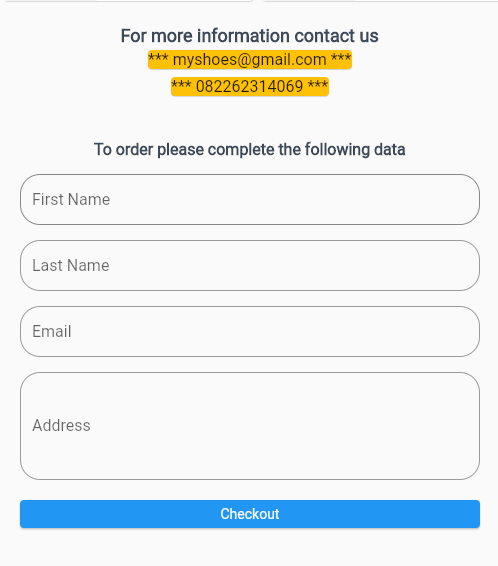 For more information contact us
*** myshoes@gmail.com ***
*** 082262314069 ***
To order please complete the following data
First Name
Last Name
Email
Address
Checkout